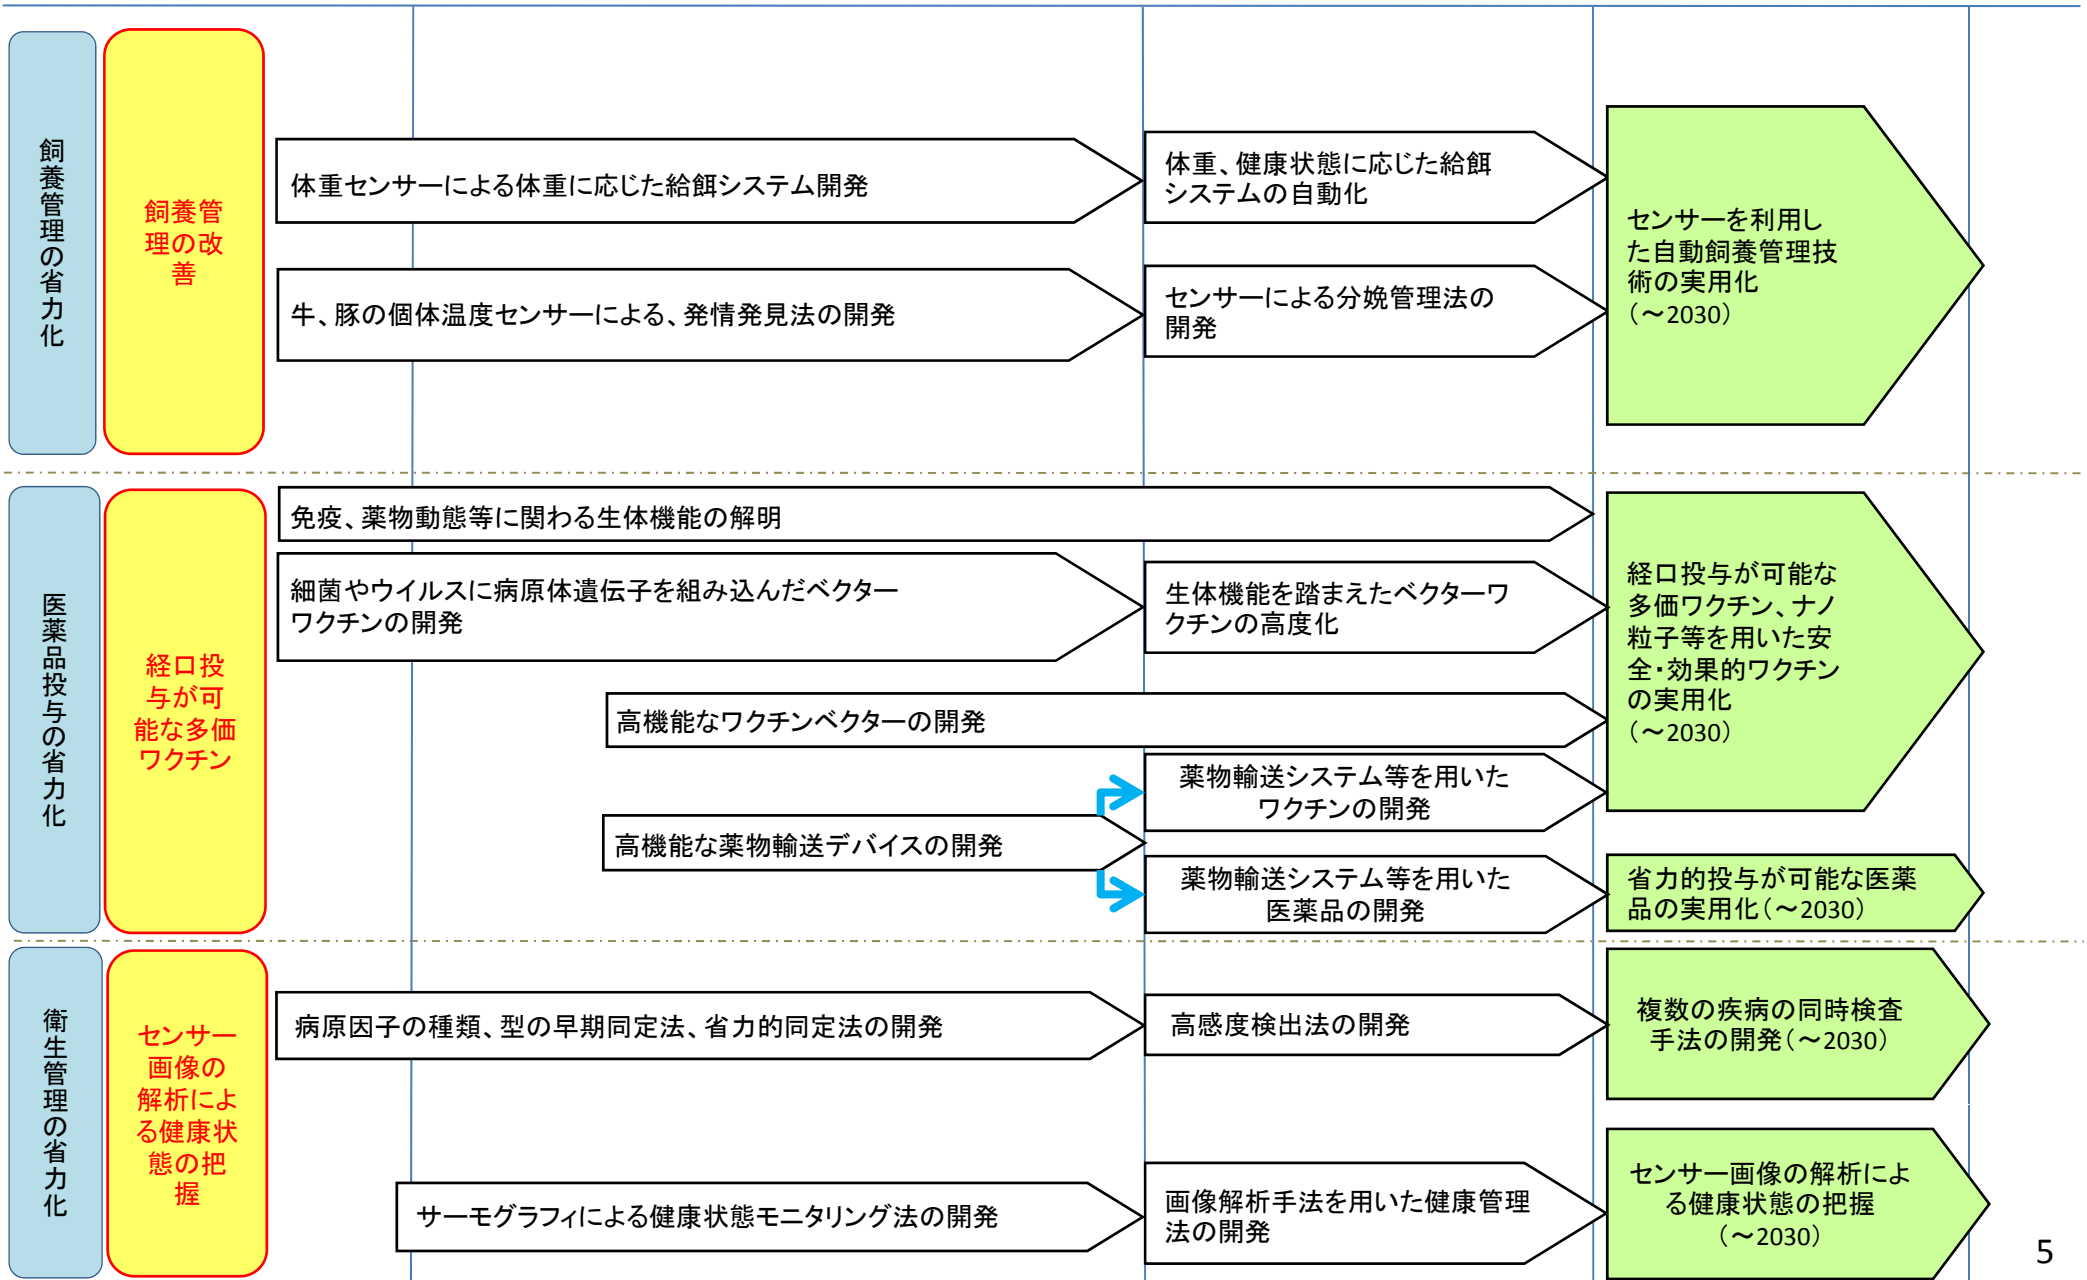 飼養管理の省力化
飼養管
理の改
善
体重センサーによる体重に応じた給餌システム開発
体重、健康状態に応じた給餌
システムの自動化
牛、豚の個体温度センサーによる、発情発見法の開発
センサーによる分娩管理法の
開発
センサーを利用し
た自動飼養管理技
術の実用化
（～2030）
医薬品投与の省力化
経口投
与が可
能な多価
ワクチン
免疫、薬物動態等に関わる生体機能の解明
細菌やウイルスに病原体遺伝子を組み込んだベクター
ワクチンの開発
生体機能を踏まえたベクターワ
クチンの高度化
高機能なワクチンベクターの開発
薬物輸送システム等を用いた
ワクチンの開発
高機能な薬物輸送デバイスの開発
薬物輸送システム等を用いた
医薬品の開発
経口投与が可能な
多価ワクチン、ナノ
粒子等を用いた安
全・効果的ワクチン
の実用化
（～2030）
省力的投与が可能な医薬
品の実用化（～2030）
衛生管理の省力化
センサー
画像の
解析によ
る健康状
態の把
握
病原因子の種類、型の早期同定法、省力的同定法の開発
高感度検出法の開発
複数の疾病の同時検査
手法の開発（～2030）
サーモグラフィによる健康状態モニタリング法の開発
画像解析手法を用いた健康管理
法の開発
センサー画像の解析によ
る健康状態の把握
（～2030）
5